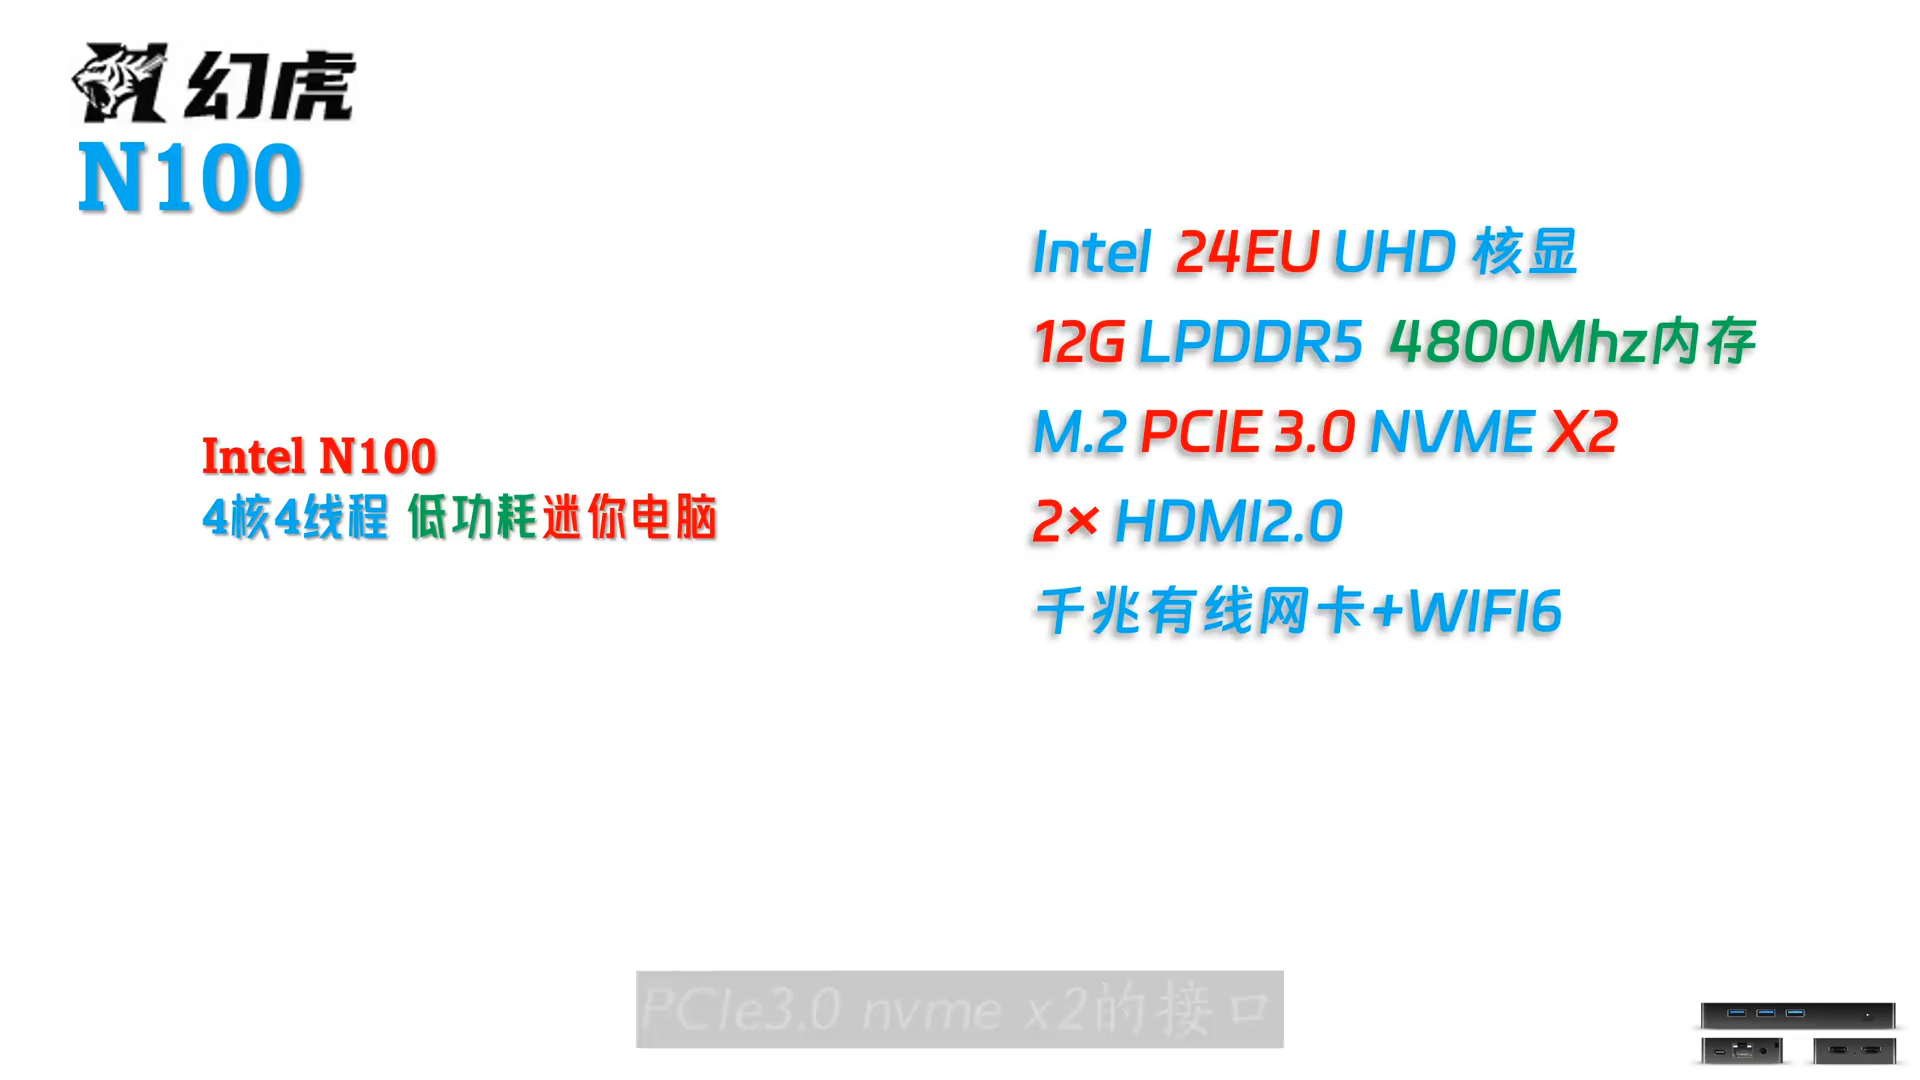 幻虎
N100
Intel N100
4核4线程 低功耗迷你电脑
Intel 24EU UHD 核显
12G LPDDR5 4800Mhz内存
M.2 PCIE 3.0 NVME X2
2× HDMI2.0
千兆有线网卡+WIFI6
PCIe3.0 nvme x2的接口